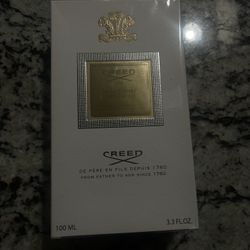 CREED
CREED
DE PÈRE EN FILS DEPUIS 1760
FROM FATHER TO SON SINCE 1760
100 ML 3.3 FL.OZ.